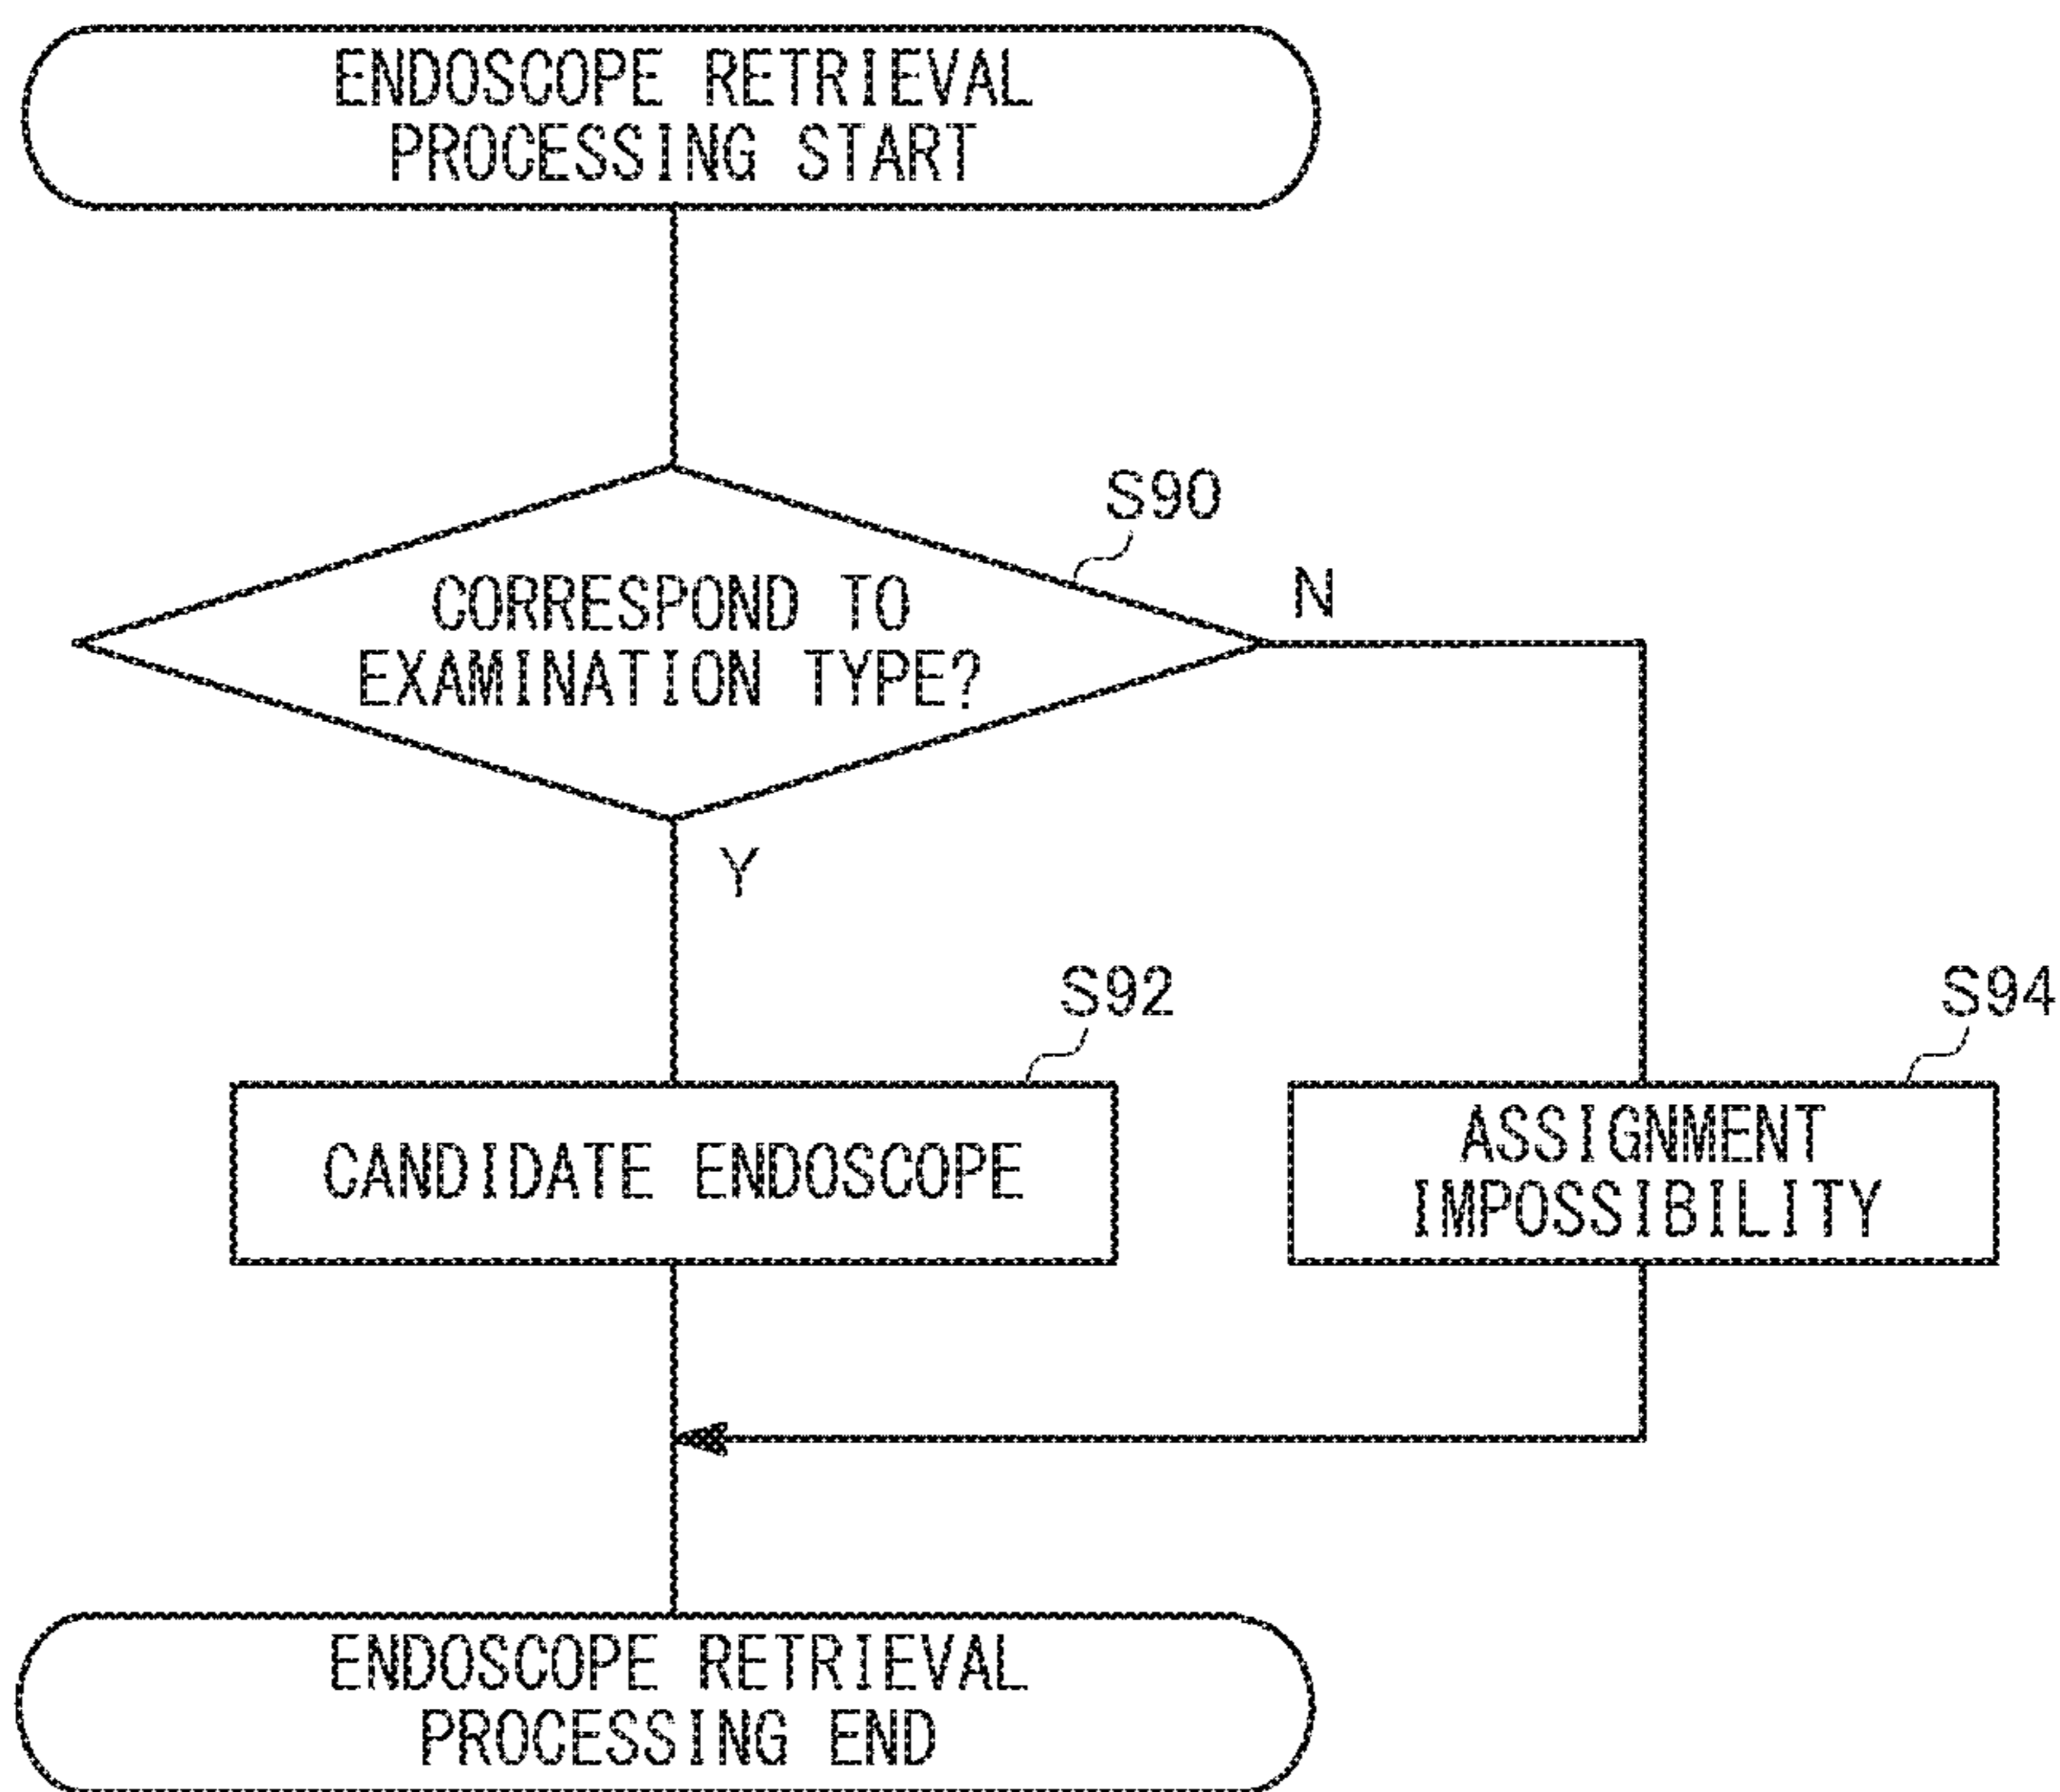 ENDOSCOPE RETRIEVAL
PROCESSING START
S90
CORRESPOND TO
EXAMINATION TYPE?
N
Y
S92
S94
CANDIDATE ENDOSCOPE
ASSIGNMENT
IMPOSSIBILITY
ENDOSCOPE RETRIEVAL
PROCESSING END